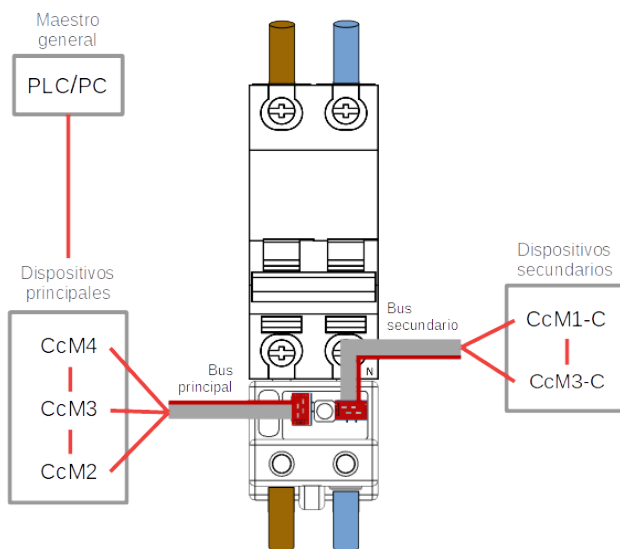 Maestro
general
PLC/PC
Dispositivos
principales
CcM4
CcM3
CcM2
Bus
principal
Bus
secundario
N
Dispositivos
secundarios
CcM1-C
CcM3-C